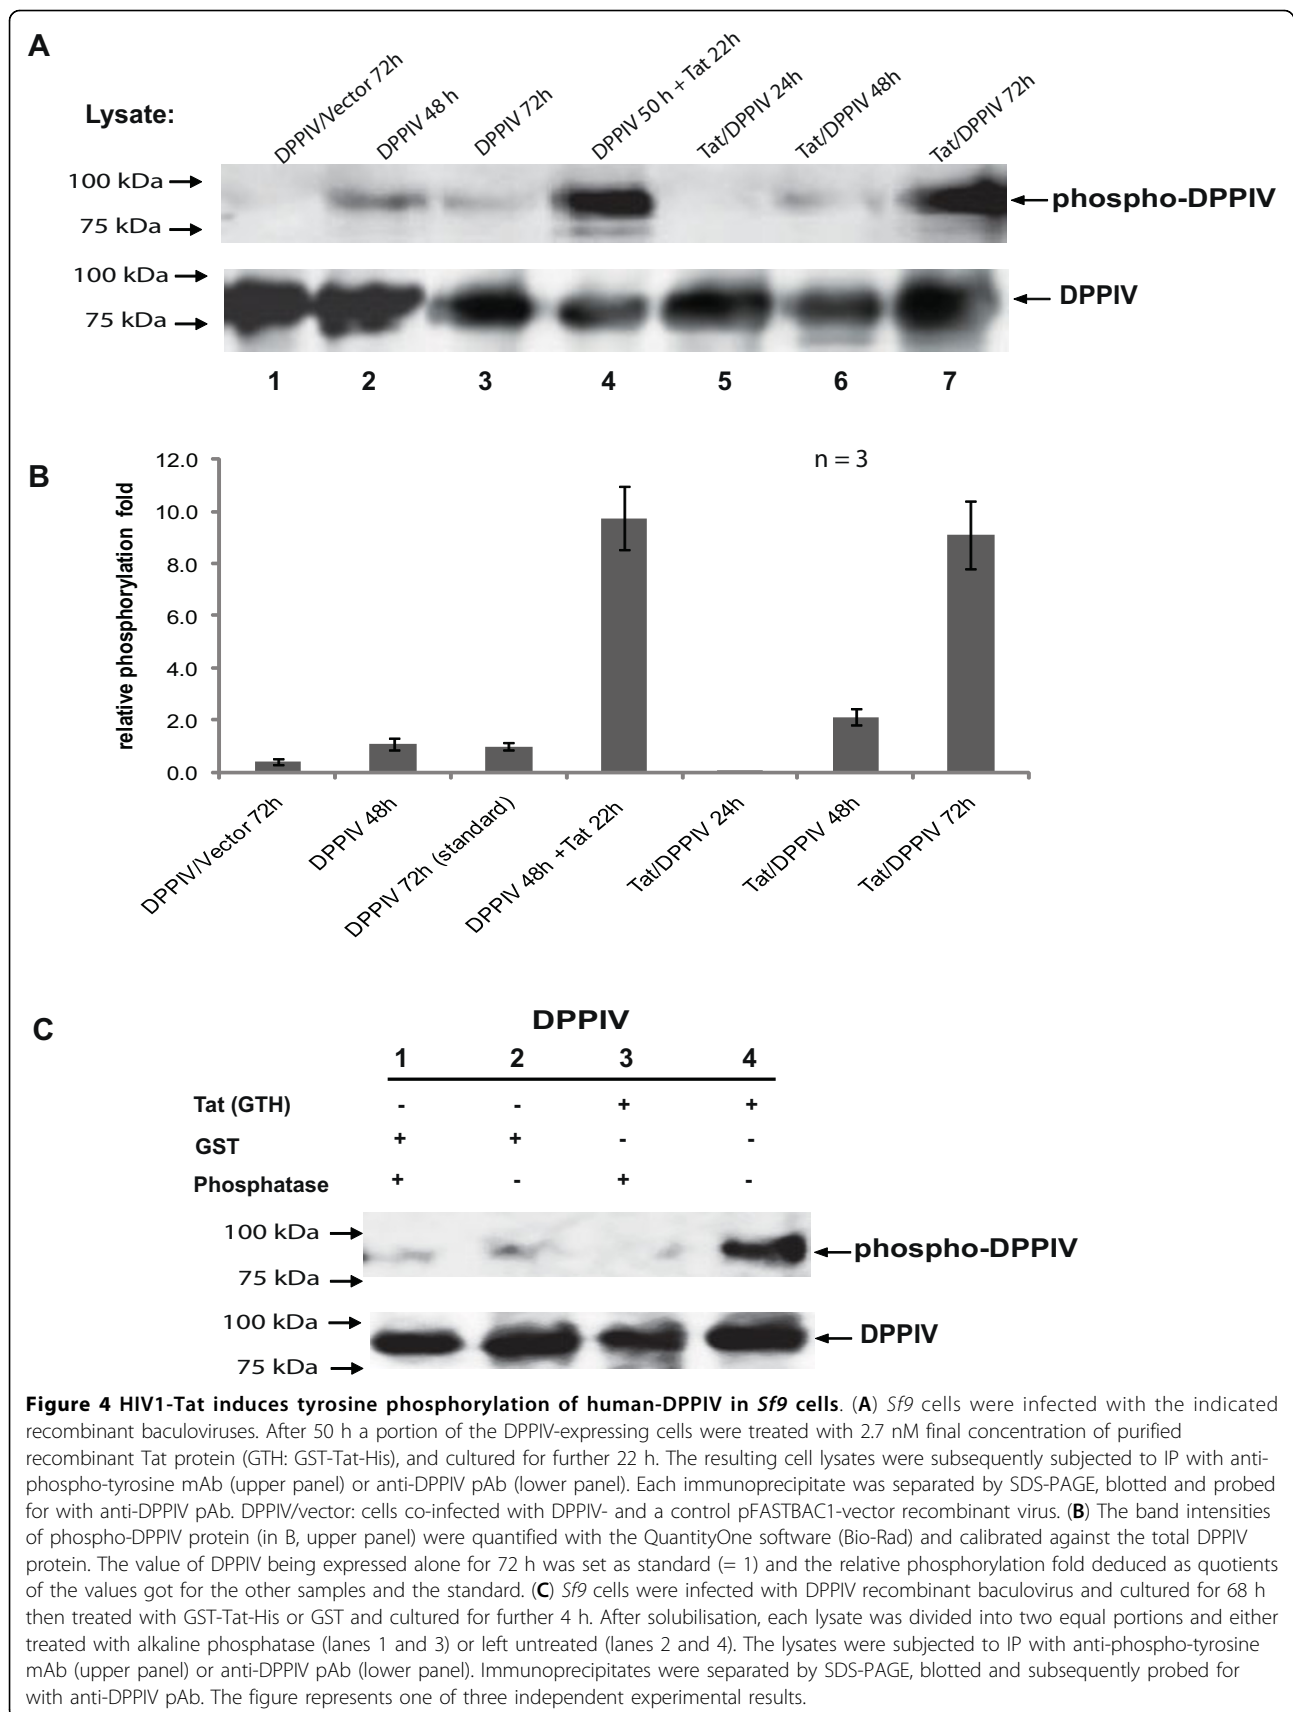 A
Lysate:
DPPIV/Vector 72h
DPPIV 48 h
DPPIV 72h
DPPIV 50 h + Tat 22h
Tat/DPPIV 24h
Tat/DPPIV 48h
Tat/DPPIV 72h
100 kDa
75 kDa
phospho-DPPIV
100 kDa
75 kDa
DPPIV
1 2 3 4 5 6 7
B
n = 3
relative phosphorylation fold
12.0
10.0
8.0
6.0
4.0
2.0
0.0
DPPIV/Vector 72h
DPPIV 48h
DPPIV 72h (standard)
DPPIV 48h +Tat 22h
Tat/DPPIV 24h
Tat/DPPIV 48h
Tat/DPPIV 72h
C
DPPIV
1 2 3 4
Tat (GTH) - - + +
GST + + - -
Phosphatase + - + -
100 kDa
75 kDa
phospho-DPPIV
100 kDa
75 kDa
DPPIV
Figure 4 HIV1-Tat induces tyrosine phosphorylation of human-DPPIV in Sf9 cells. (A) Sf9 cells were infected with the indicated
recombinant baculoviruses. After 50 h a portion of the DPPIV-expressing cells were treated with 2.7 nM final concentration of purified
recombinant Tat protein (GTH: GST-Tat-His), and cultured for further 22 h. The resulting cell lysates were subsequently subjected to IP with anti-
phospho-tyrosine mAb (upper panel) or anti-DPPIV pAb (lower panel). Each immunoprecipitate was separated by SDS-PAGE, blotted and probed
for with anti-DPPIV pAb. DPPIV/vector: cells co-infected with DPPIV- and a control pFASTBAC1-vector recombinant virus. (B) The band intensities
of phospho-DPPIV protein (in B, upper panel) were quantified with the QuantityOne software (Bio-Rad) and calibrated against the total DPPIV
protein. The value of DPPIV being expressed alone for 72 h was set as standard (= 1) and the relative phosphorylation fold deduced as quotients
of the values got for the other samples and the standard. (C) Sf9 cells were infected with DPPIV recombinant baculovirus and cultured for 68 h
then treated with GST-Tat-His or GST and cultured for further 4 h. After solubilisation, each lysate was divided into two equal portions and either
treated with alkaline phosphatase (lanes 1 and 3) or left untreated (lanes 2 and 4). The lysates were subjected to IP with anti-phospho-tyrosine
mAb (upper panel) or anti-DPPIV pAb (lower panel). Immunoprecipitates were separated by SDS-PAGE, blotted and subsequently probed for
with anti-DPPIV pAb. The figure represents one of three independent experimental results.